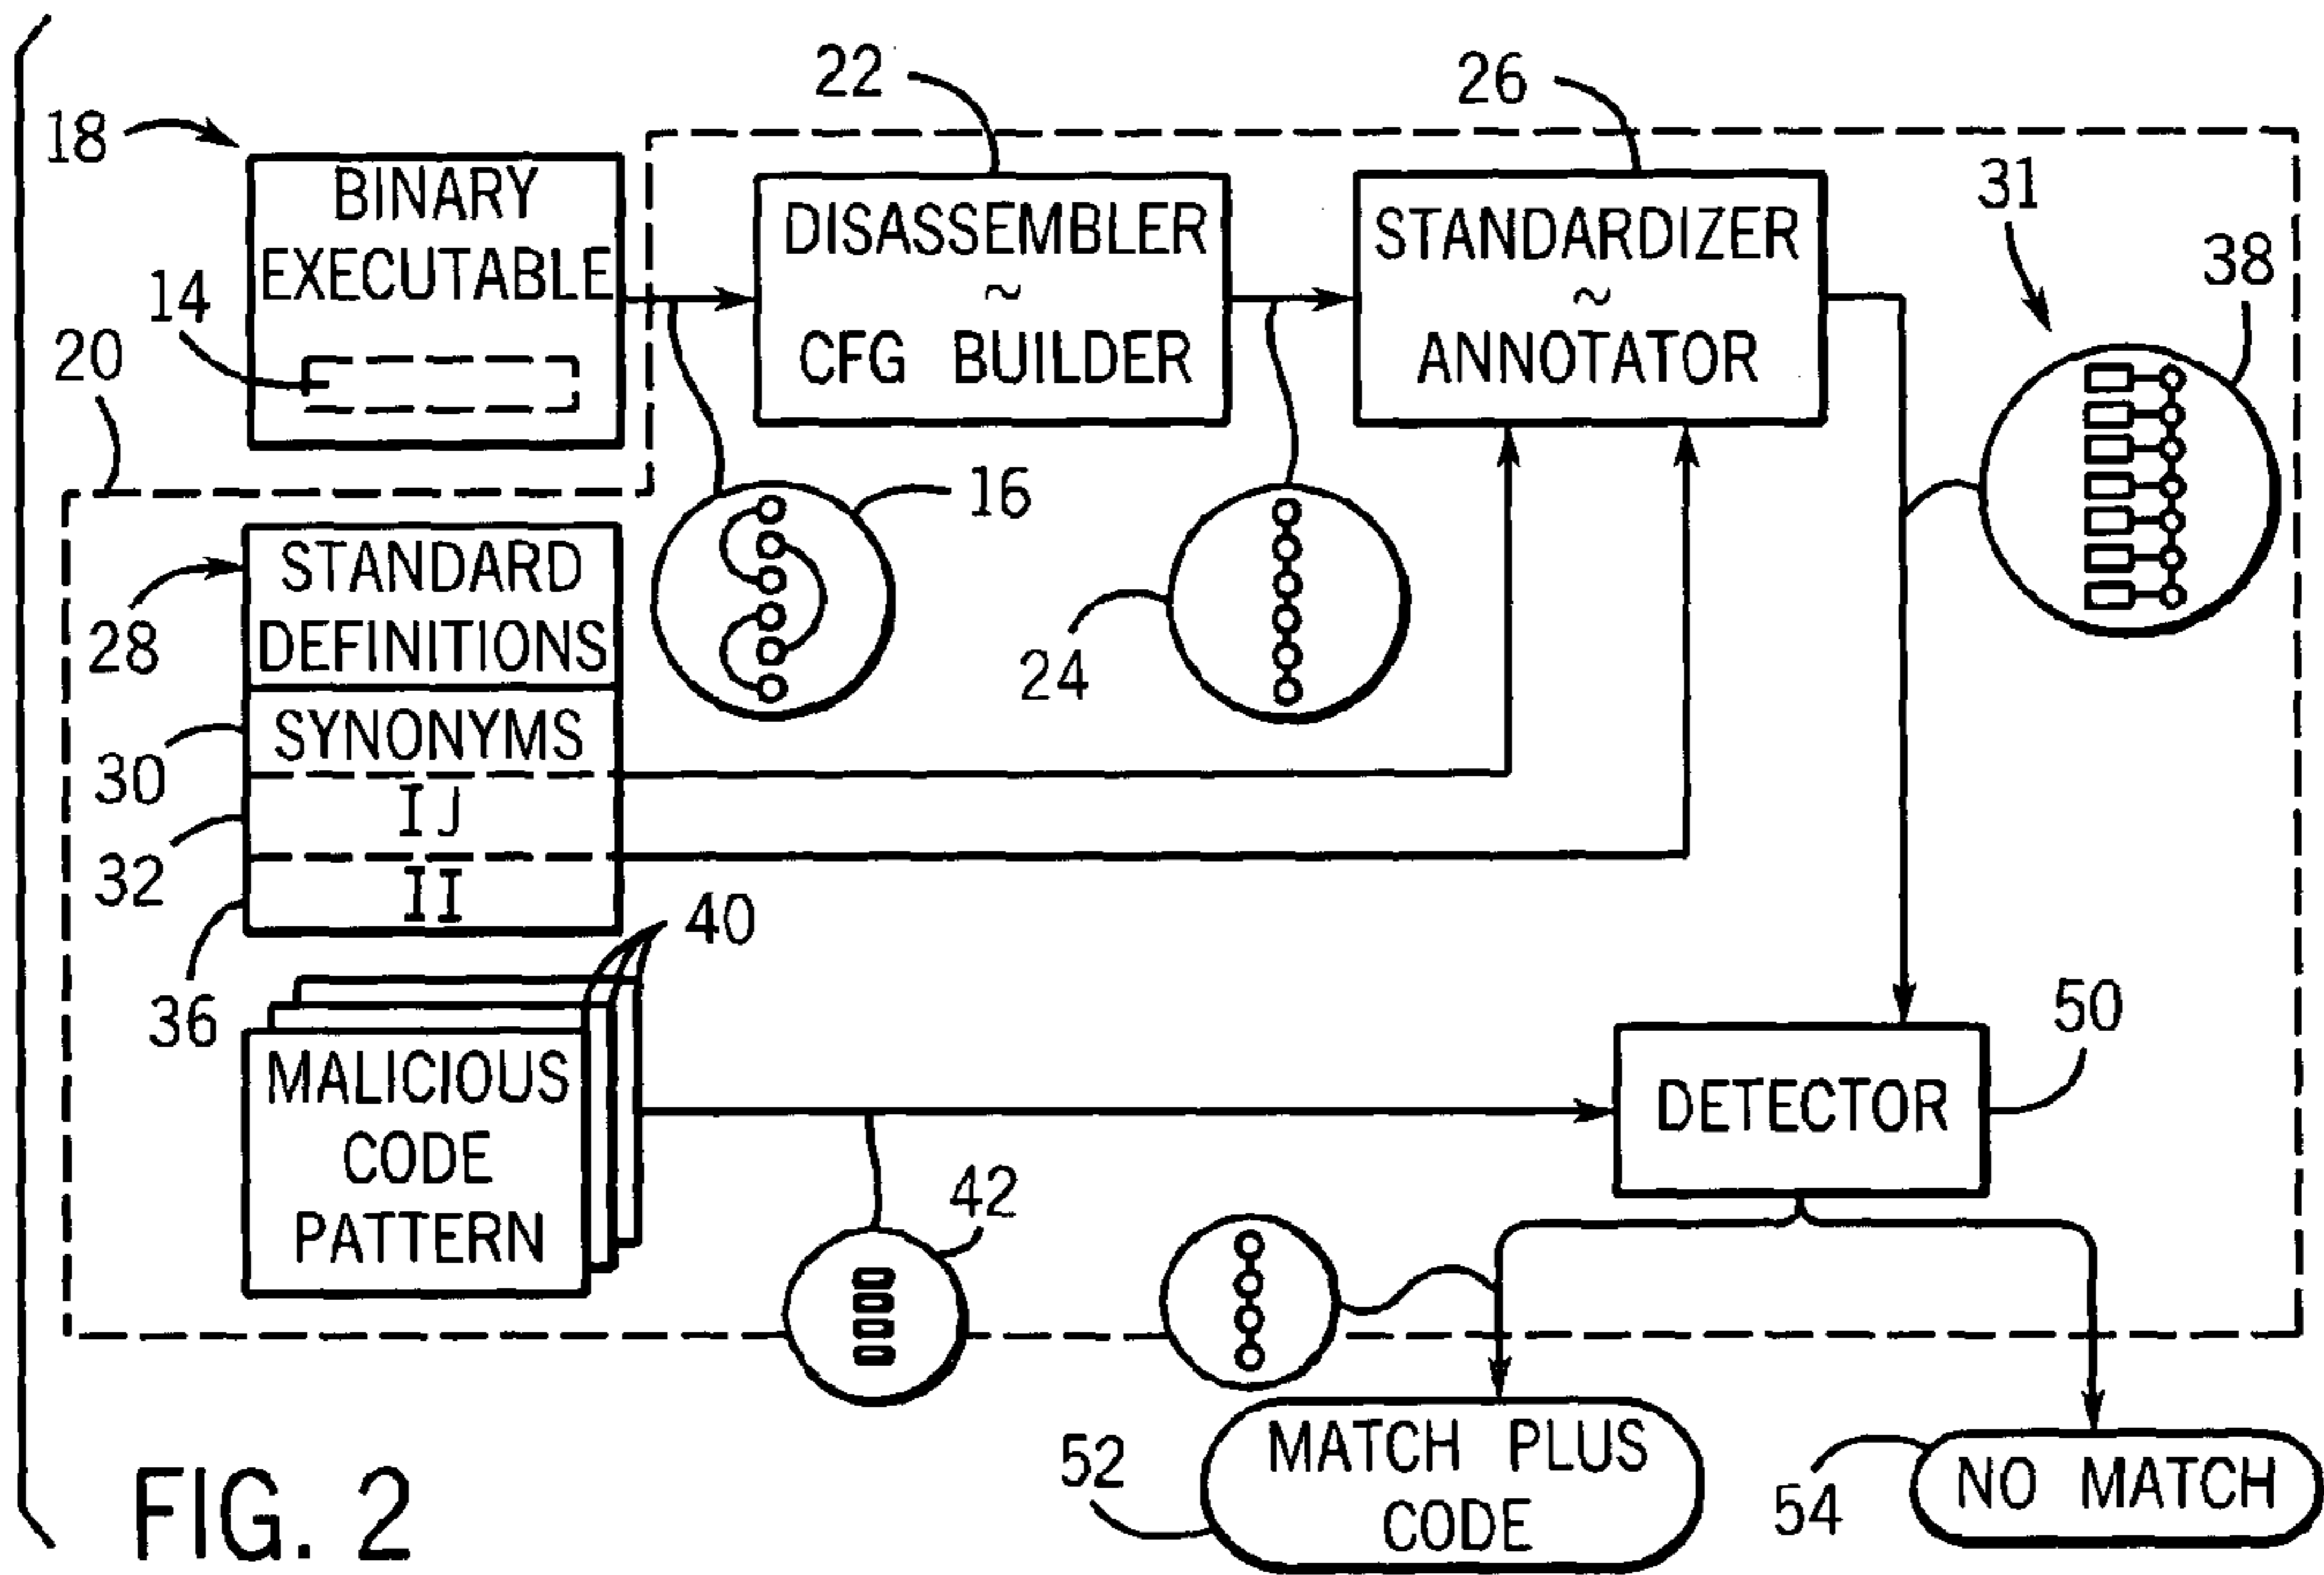 22
26
18
BINARY
EXECUTABLE
DISASSEMBLER
~
CFG BUILDER
STANDARDIZER
~
ANNOTATOR
31
38
14
20
16
24
STANDARD
DEFINITIONS
28
SYNONYMS
30
IJ
32
II
36
40
MALICIOUS
CODE
PATTERN
50
DETECTOR
42
52
MATCH PLUS
CODE
54
NO MATCH
FIG. 2